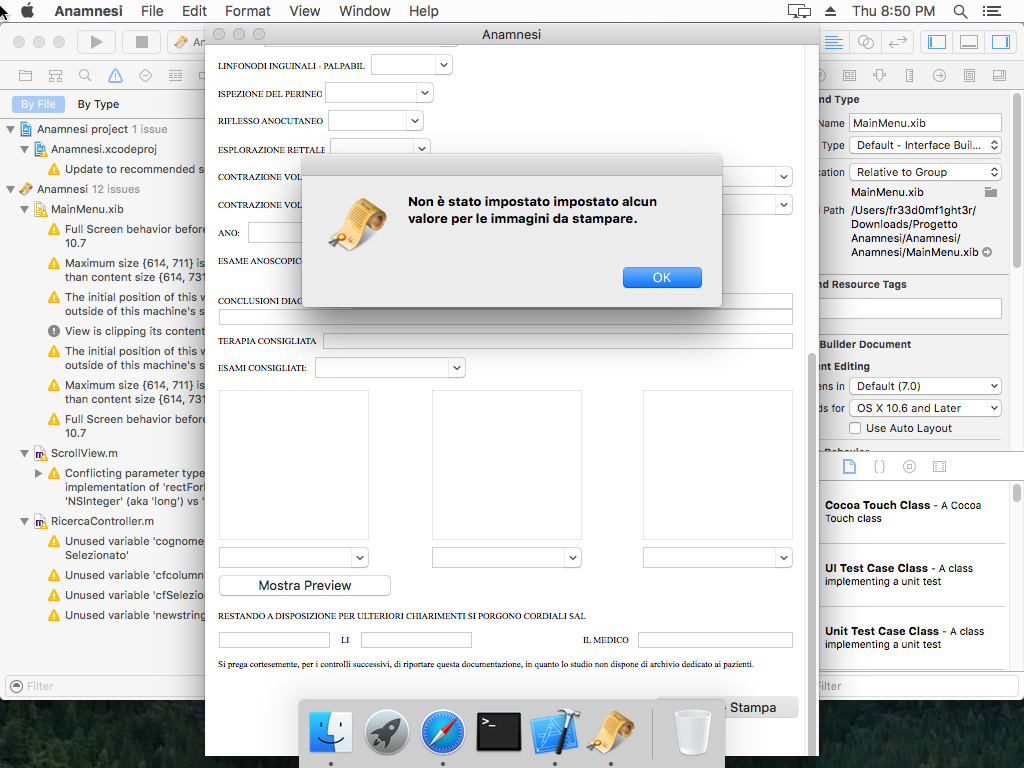 Anamnesi File Edit Format View Window Help Thu 8:50 PM
Anamnesi
By File By Type
Anamnesi project 1 issue
Anamnesi.xcodeproj
Update to recommended s
Anamnesi 12 issues
MainMenu.xib
Full Screen behavior before
10.7
Maximum size {614, 711} is
than content size {614, 731
The initial position of this w
outside of this machine's s
View is clipping its content
The initial position of this w
outside of this machine's s
Maximum size {614, 711} is
than content size {614, 731
Full Screen behavior before
10.7
ScrollView.m
Conflicting parameter type
implementation of 'rectFor
'NSInteger' (aka 'long') vs '
RicercaController.m
Unused variable 'cognome
Selezionato'
Unused variable 'cfcolumn
Unused variable 'cfSelezio
Unused variable 'newstring
Filter
LINFONODI INGUINALI - PALPABIL
ISPEZIONE DEL PERINEO
RIFLESSO ANOCUTANEO
ESPLORAZIONE RETTALE
CONTRAZIONE VOL
CONTRAZIONE VOL
ANO:
ESAME ANOSCOPICO
CONCLUSIONI DIAG
TERAPIA CONSIGLIATA
ESAMI CONSIGLIATI:
Non è stato impostato impostato alcun
valore per le immagini da stampare.
OK
Mostra Preview
RESTANDO A DISPOSIZIONE PER ULTERIORI CHIARIMENTI SI PORGONO CORDIALI SAL
LI IL MEDICO
Si prega cortesemente, per i controlli successivi, di riportare questa documentazione, in quanto lo studio non dispone di archivio dedicato ai pazienti.
Stampa
nd Type
Name MainMenu.xib
Type Default - Interface Buil...
cation Relative to Group
MainMenu.xib
Path /Users/fr33d0mf1ght3r/
Downloads/Progetto
Anamnesi/Anamnesi/
Anamnesi/MainMenu.xib
nd Resource Tags
Builder Document
nt Editing
ens in Default (7.0)
ds for OS X 10.6 and Later
Use Auto Layout
Cocoa Touch Class - A Cocoa
Touch class
UI Test Case Class - A class
implementing a unit test
Unit Test Case Class - A class
implementing a unit test
Filter